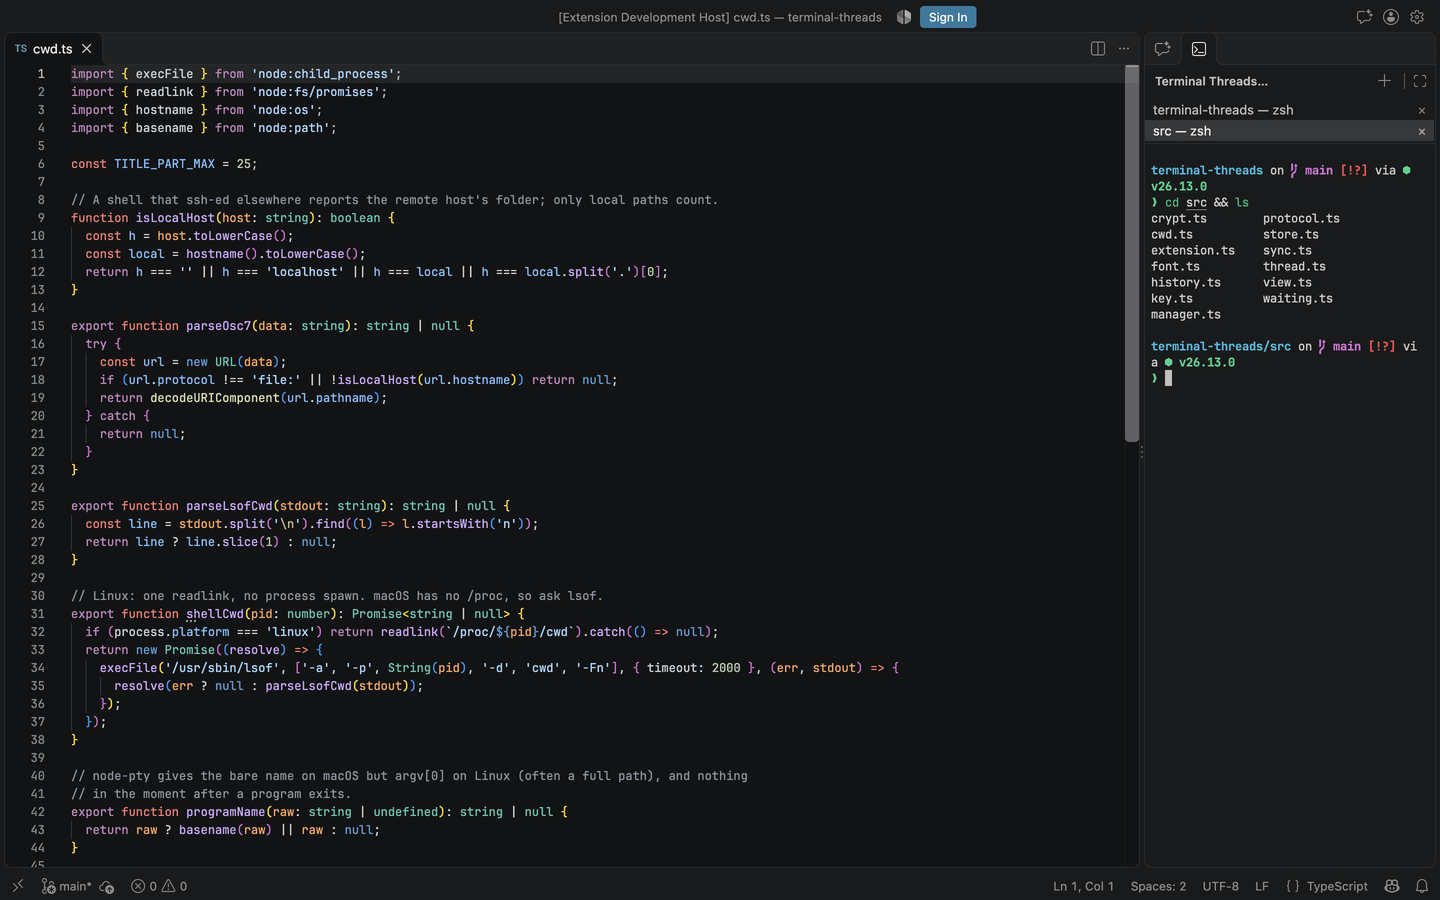 [Extension Development Host] cwd.ts — terminal-threads
Sign In
TS cwd.ts
1 import { execFile } from 'node:child_process';
2 import { readlink } from 'node:fs/promises';
3 import { hostname } from 'node:os';
4 import { basename } from 'node:path';
5
6 const TITLE_PART_MAX = 25;
7
8 // A shell that ssh-ed elsewhere reports the remote host's folder; only local paths count.
9 function isLocalHost(host: string): boolean {
10   const h = host.toLowerCase();
11   const local = hostname().toLowerCase();
12   return h === '' || h === 'localhost' || h === local || h === local.split('.')[0];
13 }
14
15 export function parseOsc7(data: string): string | null {
16   try {
17     const url = new URL(data);
18     if (url.protocol !== 'file:' || !isLocalHost(url.hostname)) return null;
19     return decodeURIComponent(url.pathname);
20   } catch {
21     return null;
22   }
23 }
24
25 export function parseLsofCwd(stdout: string): string | null {
26   const line = stdout.split('\n').find((l) => l.startsWith('n'));
27   return line ? line.slice(1) : null;
28 }
29
30 // Linux: one readlink, no process spawn. macOS has no /proc, so ask lsof.
31 export function shellCwd(pid: number): Promise<string | null> {
32   if (process.platform === 'linux') return readlink(`/proc/${pid}/cwd`).catch(() => null);
33   return new Promise((resolve) => {
34     execFile('/usr/sbin/lsof', ['-a', '-p', String(pid), '-d', 'cwd', '-Fn'], { timeout: 2000 }, (err, stdout) => {
35       resolve(err ? null : parseLsofCwd(stdout));
36     });
37   });
38 }
39
40 // node-pty gives the bare name on macOS but argv[0] on Linux (often a full path), and nothing
41 // in the moment after a program exits.
42 export function programName(raw: string | undefined): string | null {
43   return raw ? basename(raw) || raw : null;
44 }
45
Terminal Threads...
terminal-threads — zsh
src — zsh
terminal-threads on main [!?] via
v26.13.0
❯ cd src && ls
crypt.ts protocol.ts
cwd.ts store.ts
extension.ts sync.ts
font.ts thread.ts
history.ts view.ts
key.ts waiting.ts
manager.ts
terminal-threads/src on main [!?] vi
a v26.13.0
❯
main* 0 0
Ln 1, Col 1 Spaces: 2 UTF-8 LF { } TypeScript